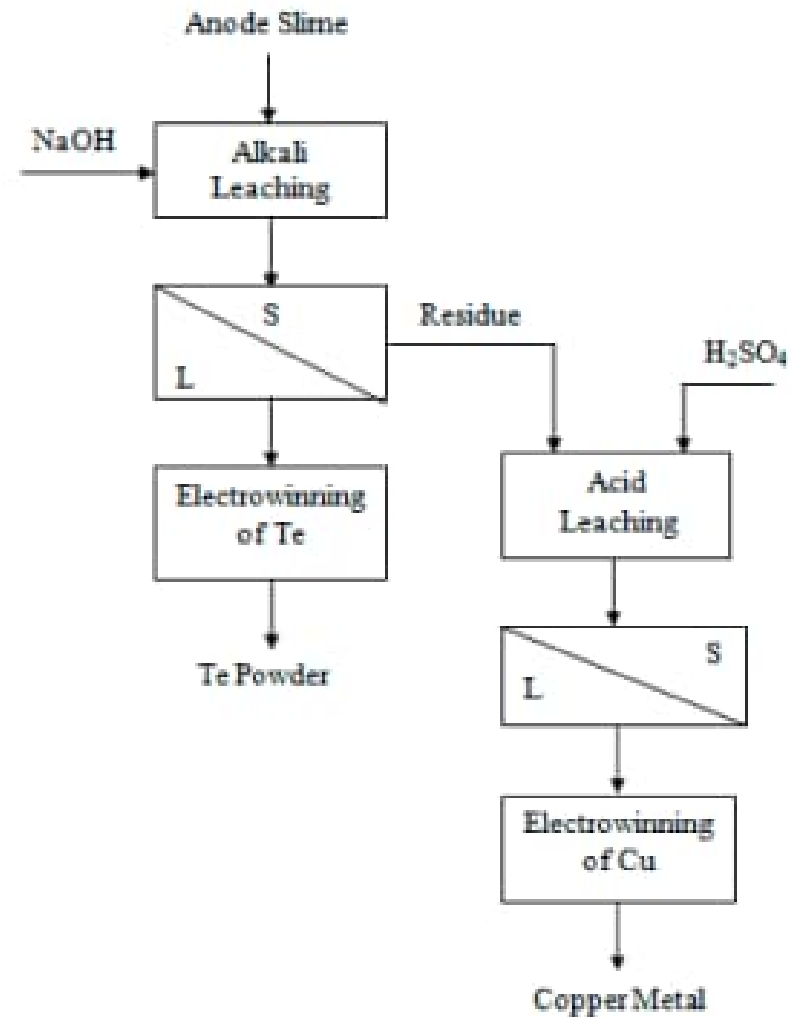 Anode Slime
NaOH
Alkali
Leaching
S
L
Residue
H₂SO₄
Electrowinning
of Te
Acid
Leaching
Te Powder
S
L
Electrowinning
of Cu
Copper Metal